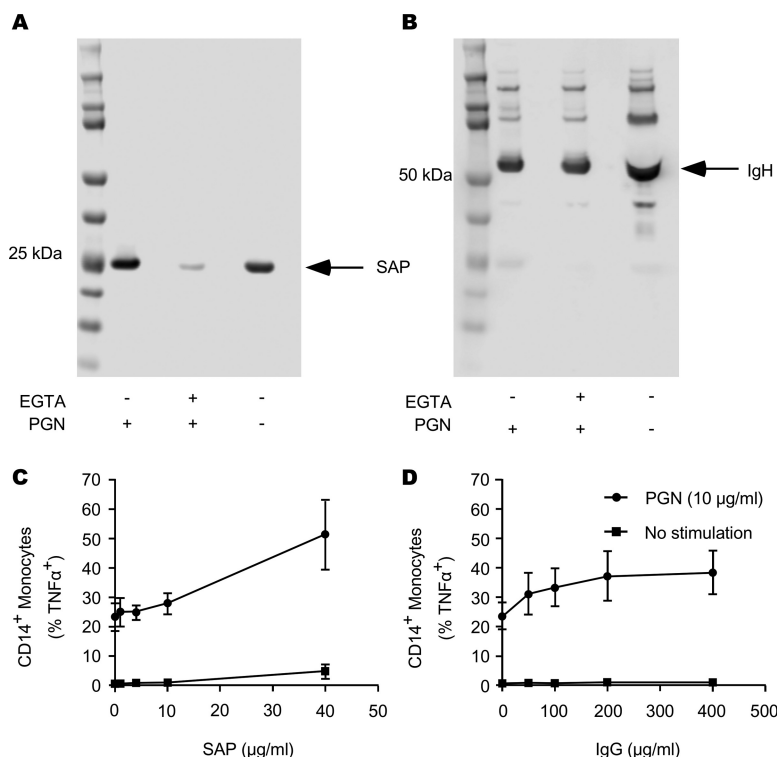 A
25 kDa
SAP
EGTA - + -
PGN + + -
B
50 kDa
IgH
EGTA - + -
PGN + + -
C
CD14+ Monocytes
(% TNFα+)
70
60
50
40
30
20
10
0
0 10 20 30 40 50
SAP (μg/ml)
D
CD14+ Monocytes
(% TNFα+)
70
60
50
40
30
20
10
0
PGN (10 μg/ml)
No stimulation
0 100 200 300 400 500
IgG (μg/ml)